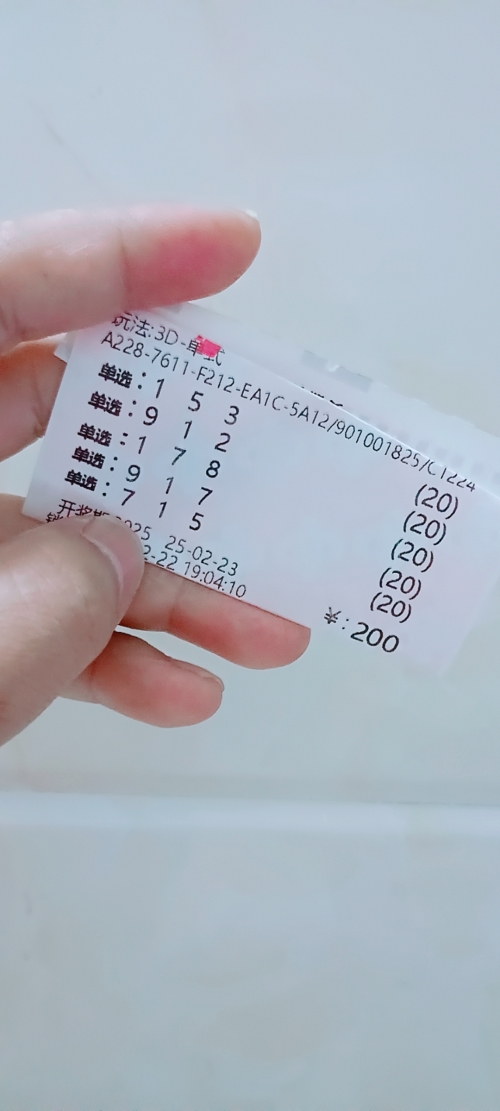 玩法:3D-单式
A228-7611-F212-EA1C-5A12/901001825/C1224
单选: 1 5 3 (20)
单选: 9 1 2 (20)
单选: 1 7 8 (20)
单选: 9 1 7 (20)
单选: 7 1 5 (20)
开奖期 025 25-02-23
2-22 19:04:10
¥:200